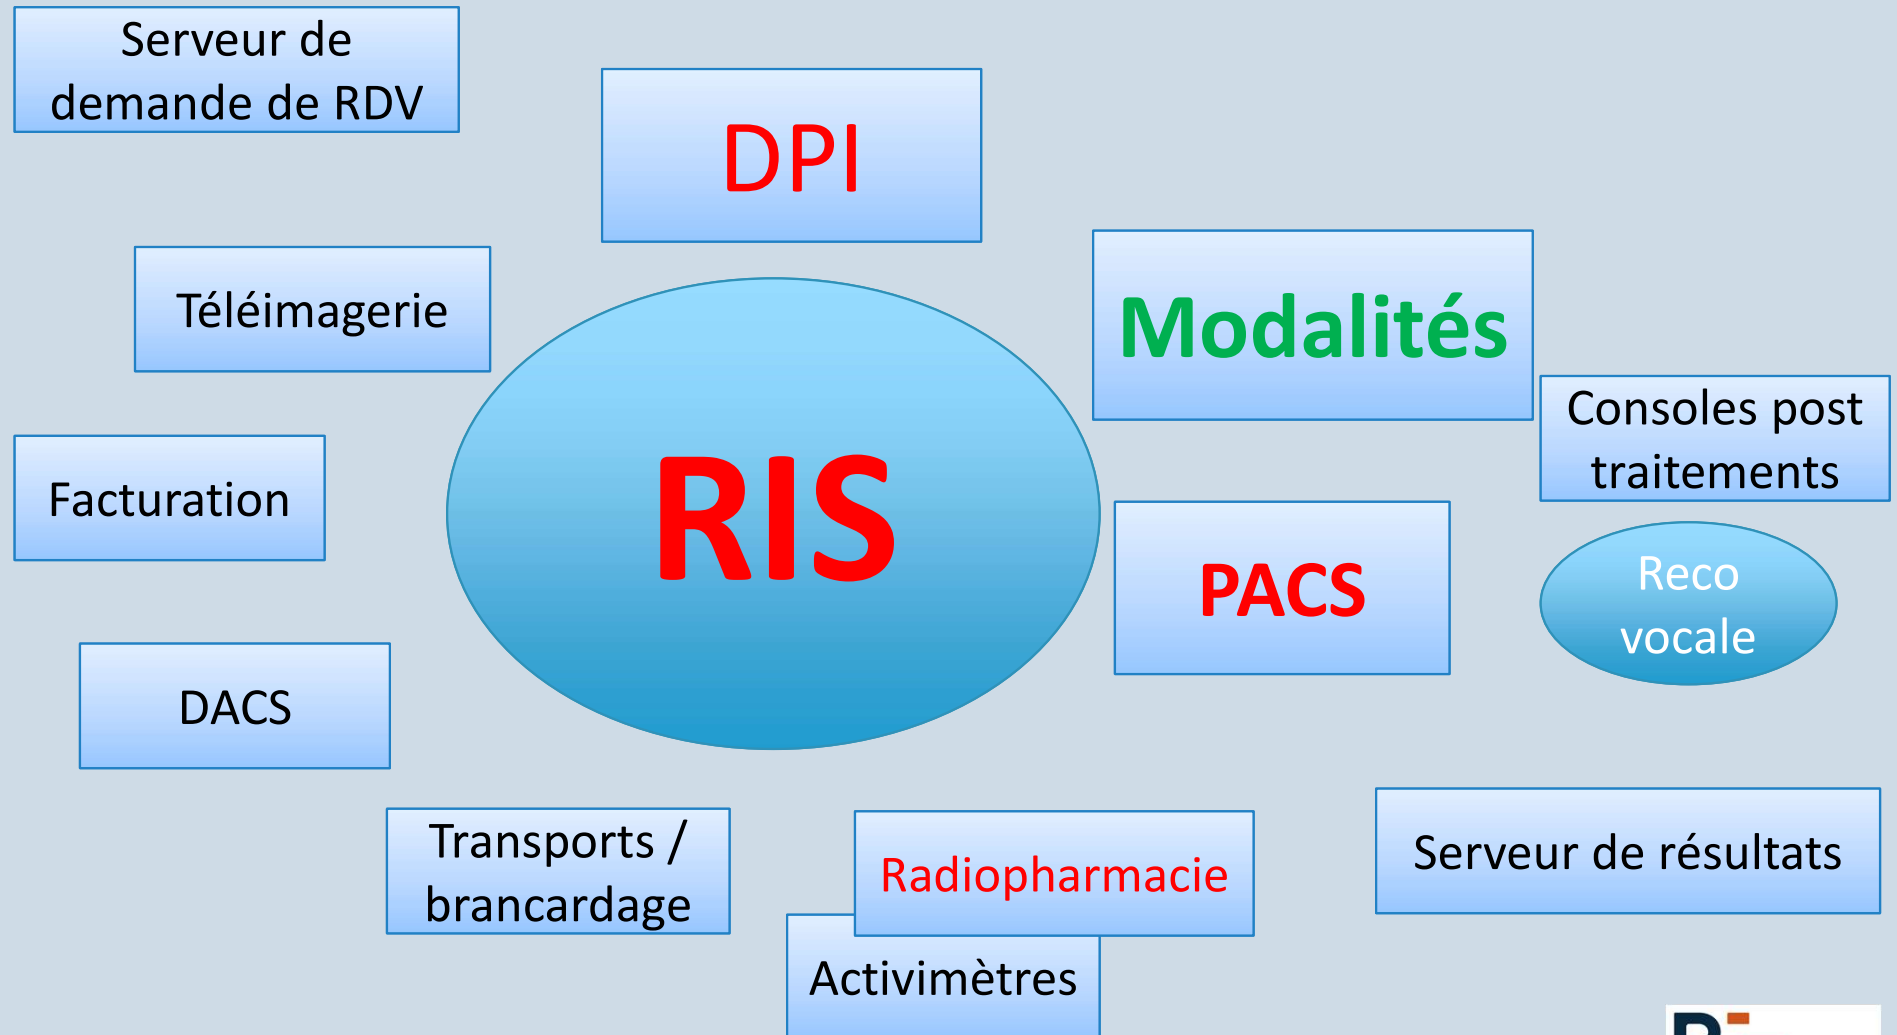 Serveur de
demande de RDV
DPI
Téléimagerie
Modalités
Consoles post
traitements
RIS
Facturation
PACS
Reco
vocale
DACS
Transports /
brancardage
Radiopharmacie
Serveur de résultats
Activimètres